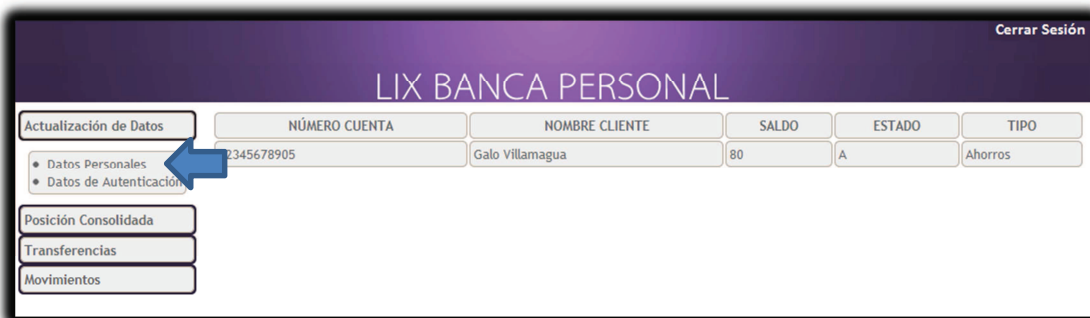 Cerrar Sesión
LIX BANCA PERSONAL
Actualización de Datos
• Datos Personales
• Datos de Autenticación
Posición Consolidada
Transferencias
Movimientos
NÚMERO CUENTA NOMBRE CLIENTE SALDO ESTADO TIPO
2345678905 Galo Villamagua 80 A Ahorros